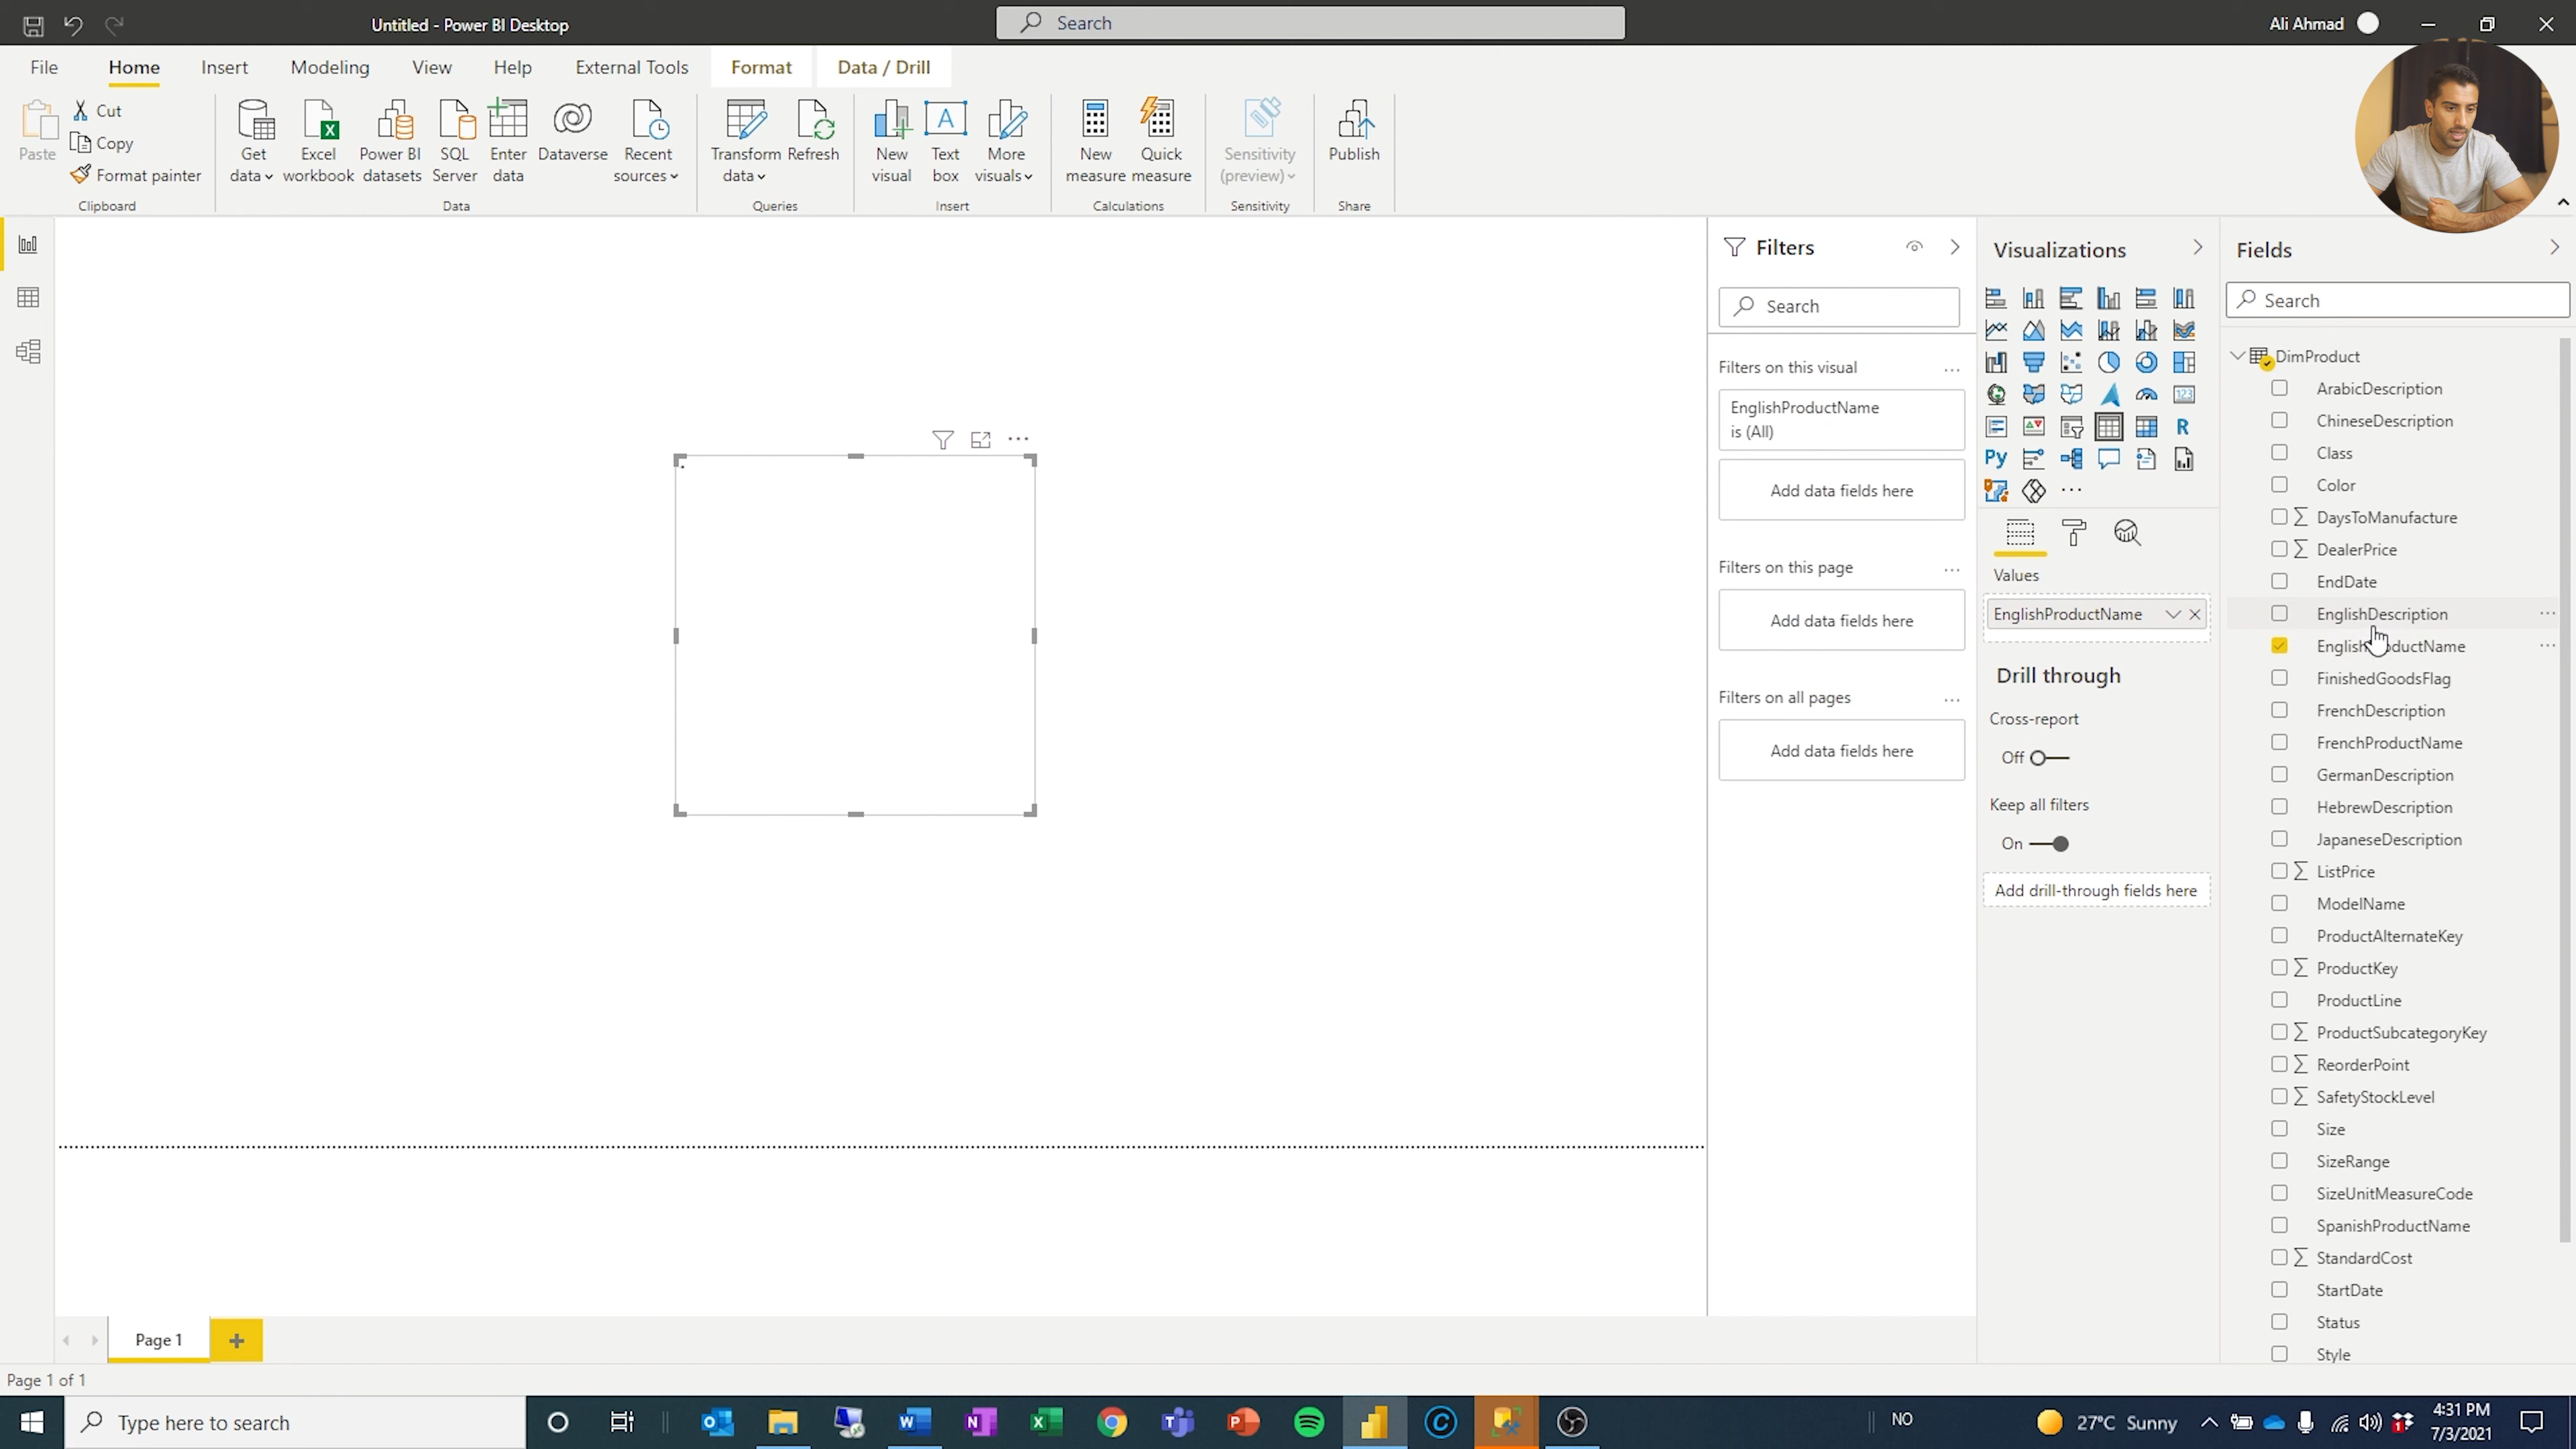 Untitled - Power BI Desktop
Search
Ali Ahmad
File Home Insert Modeling View Help External Tools Format Data / Drill
Paste
Cut
Copy
Format painter
Clipboard
Get data
Excel workbook
Power BI datasets
SQL Server
Enter data
Dataverse
Recent sources
Data
Transform data
Refresh
Queries
New visual
Text box
More visuals
Insert
New measure
Quick measure
Calculations
Sensitivity (preview)
Sensitivity
Publish
Share
Filters
Search
Filters on this visual
EnglishProductName
is (All)
Add data fields here
Filters on this page
Add data fields here
Filters on all pages
Add data fields here
Visualizations
123
R
Py
Values
EnglishProductName
Drill through
Cross-report
Off
Keep all filters
On
Add drill-through fields here
Fields
Search
DimProduct
ArabicDescription
ChineseDescription
Class
Color
DaysToManufacture
DealerPrice
EndDate
EnglishDescription
EnglishProductName
FinishedGoodsFlag
FrenchDescription
FrenchProductName
GermanDescription
HebrewDescription
JapaneseDescription
ListPrice
ModelName
ProductAlternateKey
ProductKey
ProductLine
ProductSubcategoryKey
ReorderPoint
SafetyStockLevel
Size
SizeRange
SizeUnitMeasureCode
SpanishProductName
StandardCost
StartDate
Status
Style
Page 1
Page 1 of 1
Type here to search
NO
27°C Sunny
4:31 PM
7/3/2021